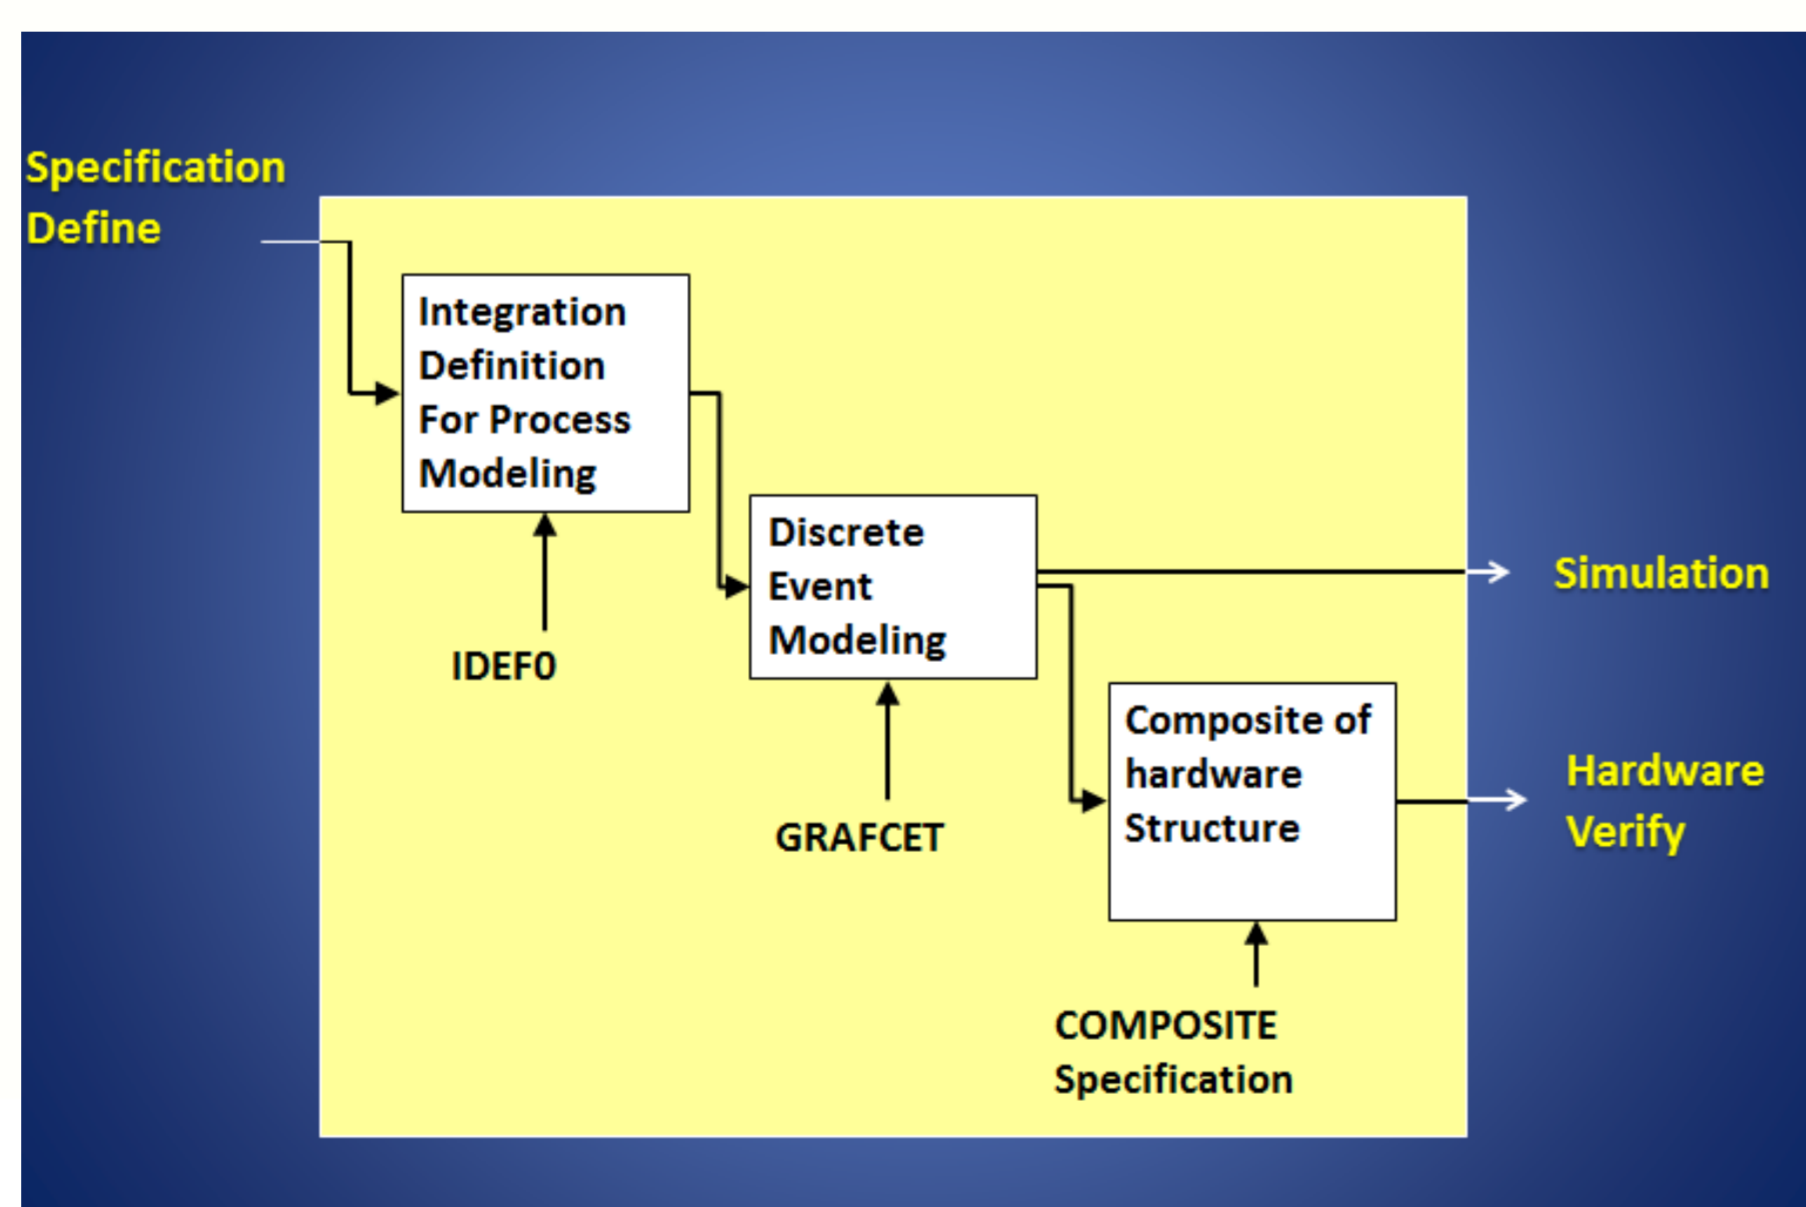 Specification
Define
Integration
Definition
For Process
Modeling
IDEF0
Discrete
Event
Modeling
GRAFCET
Simulation
Composite of
hardware
Structure
Hardware
Verify
COMPOSITE
Specification